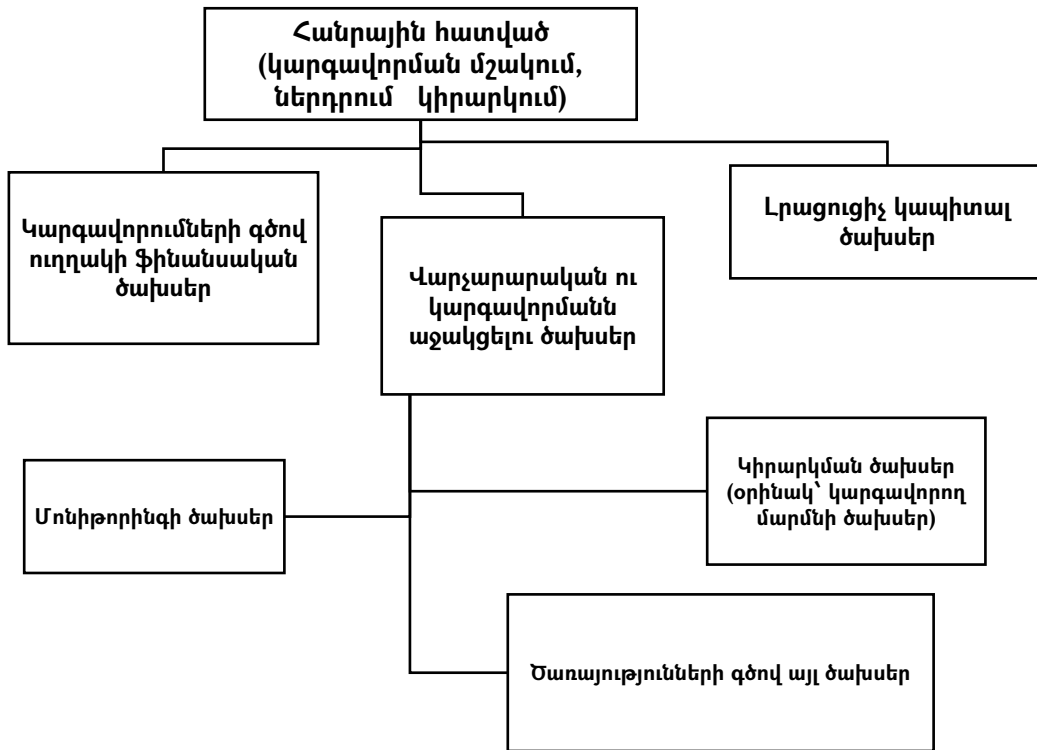 Հանրային հատված
(կարգավորման մշակում,
ներդրում կիրարկում)
Կարգավորումների գծով
ուղղակի ֆինանսական
ծախսեր
Վարչարարական ու
կարգավորմանն
աջակցելու ծախսեր
Լրացուցիչ կապիտալ
ծախսեր
Մոնիթորինգի ծախսեր
Կիրարկման ծախսեր
(օրինակ՝ կարգավորող
մարմնի ծախսեր)
Ծառայությունների գծով այլ ծախսեր